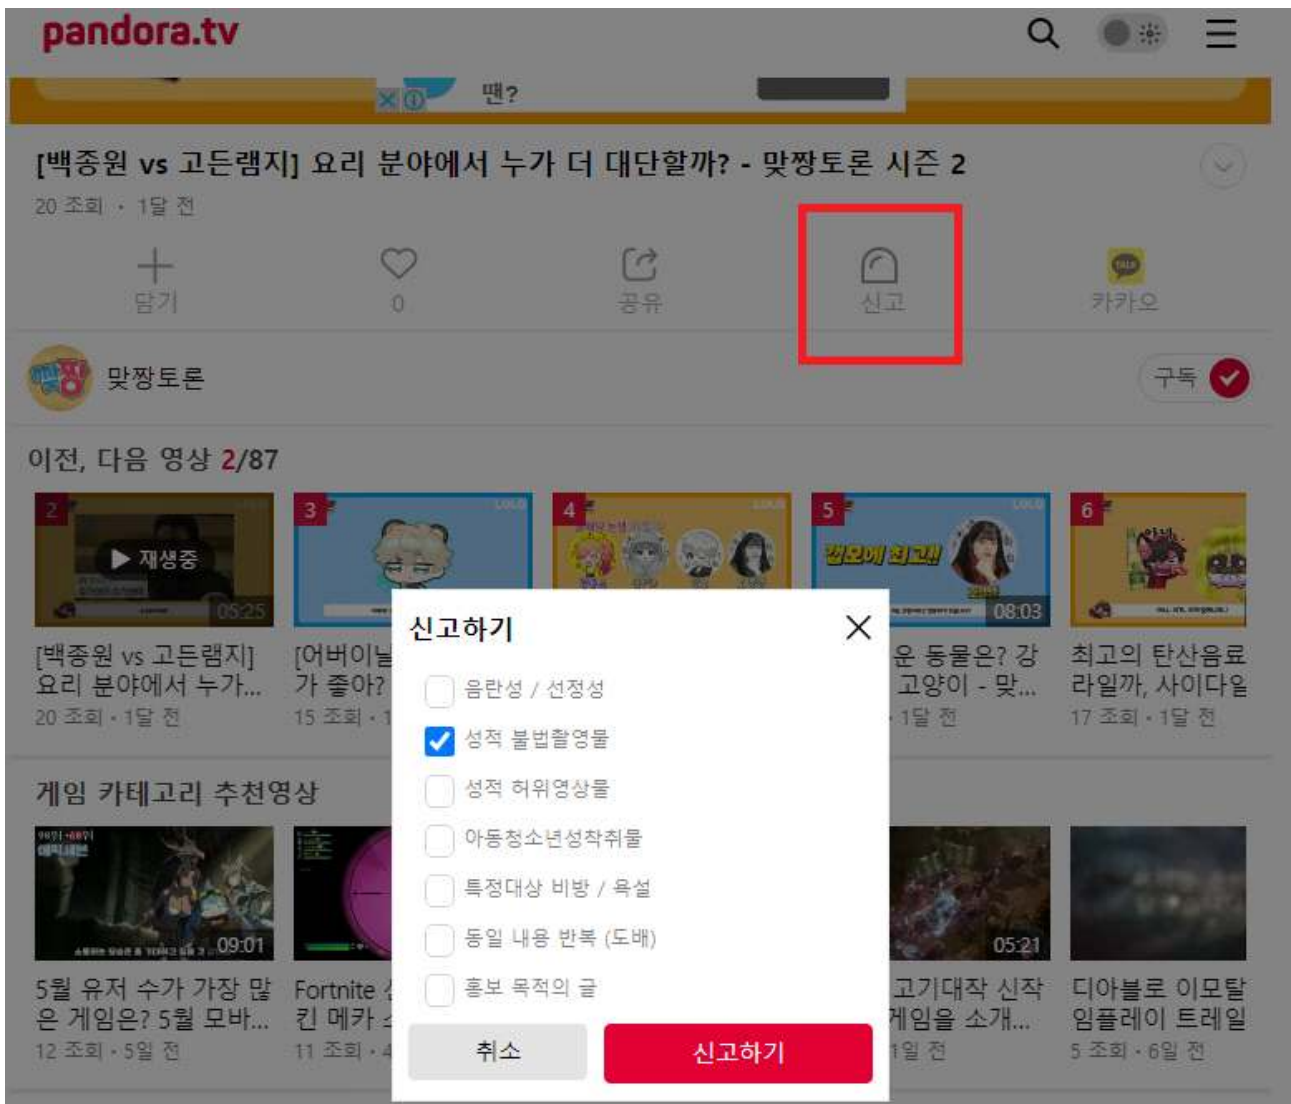 pandora.tv
땐?
[백종원 vs 고든램지] 요리 분야에서 누가 더 대단할까? - 맞짱토론 시즌 2
20 조회 · 1달 전
담기
0
공유
신고
TALK
카카오
맞짱토론
구독
이전, 다음 영상 2/87
2
재생중
05:25
3
4
5
08:03
6
[백종원 vs 고든램지]
요리 분야에서 누가...
20 조회 · 1달 전
[어버이날
가 좋아?
15 조회 · 1
운 동물은? 강
고양이 - 맞...
· 1달 전
최고의 탄산음료
라일까, 사이다일
17 조회 · 1달 전
신고하기
음란성 / 선정성
성적 불법촬영물
성적 허위영상물
아동청소년성착취물
특정대상 비방 / 욕설
동일 내용 반복 (도배)
홍보 목적의 글
취소
신고하기
게임 카테고리 추천영상
09:01
05:21
5월 유저 수가 가장 많
은 게임은? 5월 모바...
12 조회 · 5일 전
Fortnite
킨 메카
11 조회 · 4
고기대작 신작
게임을 소개...
1일 전
디아블로 이모탈
임플레이 트레일
5 조회 · 6일 전